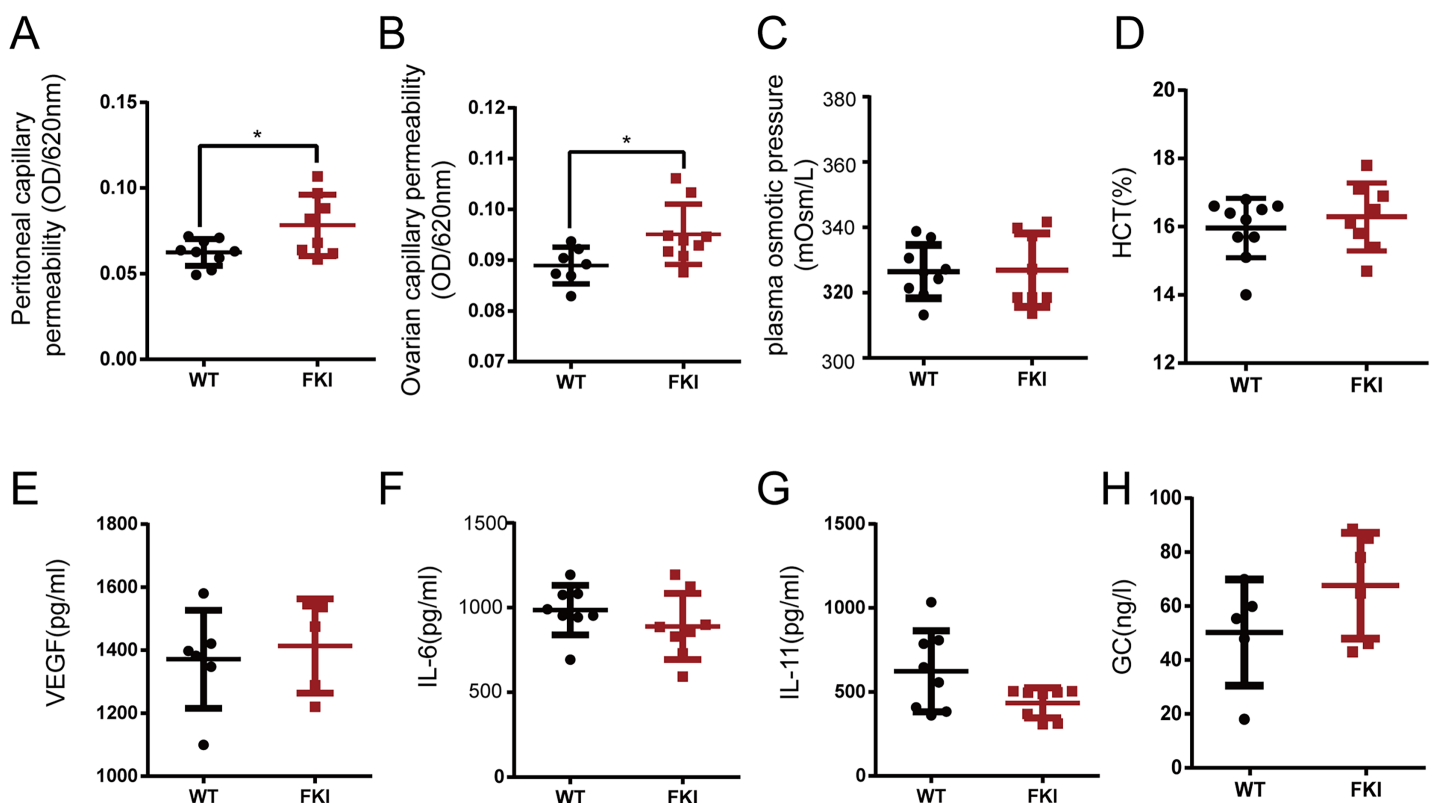 A
Peritoneal capillary
permeability (OD/620nm)
0.15
0.10
0.05
0.00
*
WT
FKI
B
Ovarian capillary permeability
(OD/620nm)
0.12
0.11
0.10
0.09
0.08
0.07
*
WT
FKI
C
plasma osmotic pressure
(mOsm/L)
380
360
340
320
300
WT
FKI
D
HCT(%)
20
18
16
14
12
WT
FKI
E
VEGF(pg/ml)
1800
1600
1400
1200
1000
WT
FKI
F
IL-6(pg/ml)
1500
1000
500
0
WT
FKI
G
IL-11(pg/ml)
1500
1000
500
0
WT
FKI
H
GC(ng/l)
100
80
60
40
20
0
WT
FKI